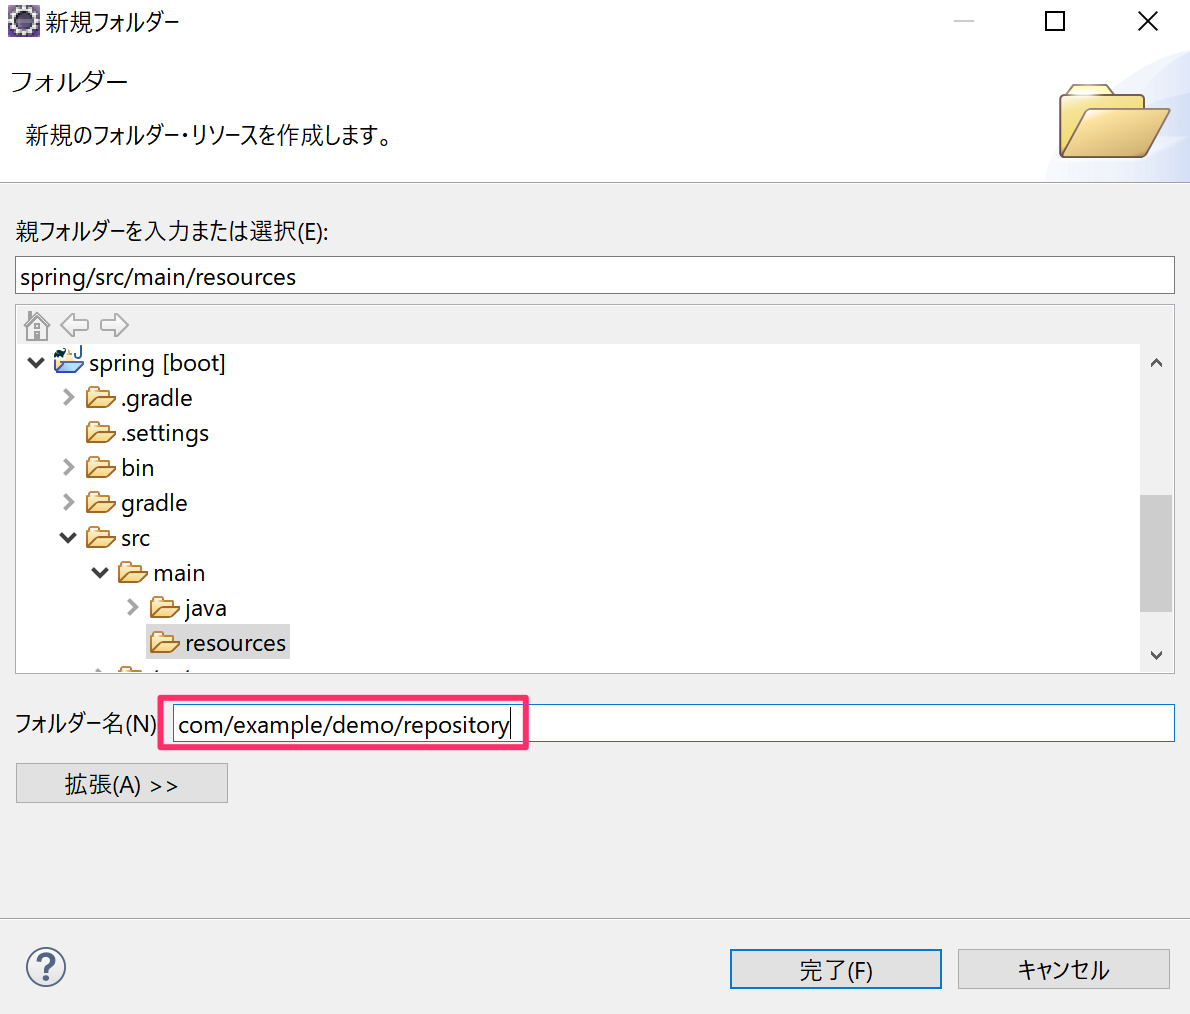 新規フォルダー
フォルダー
新規のフォルダー・リソースを作成します。
親フォルダーを入力または選択(E):
spring/src/main/resources
spring [boot]
.gradle
.settings
bin
gradle
src
main
java
resources
フォルダー名(N)
com/example/demo/repository
拡張(A) >>
完了(F)
キャンセル